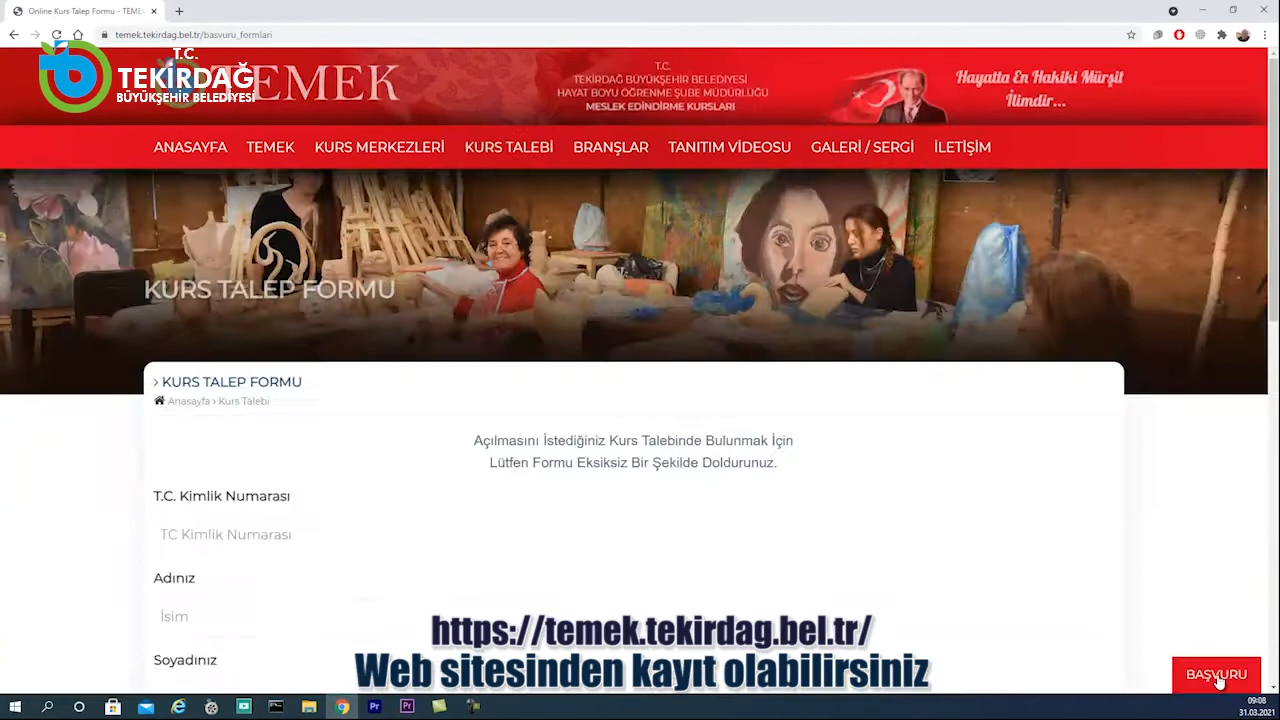 Online Kurs Talep Formu - TEME
temek.tekirdag.bel.tr/basvuru_formlari
T.C.
TEKİRDAĞ
BÜYÜKŞEHİR BELEDİYESİ
TEMEK
T.C.
TEKİRDAĞ BÜYÜKŞEHİR BELEDİYESİ
HAYAT BOYU ÖĞRENME ŞUBE MÜDÜRLÜĞÜ
MESLEK EDİNDİRME KURSLARI
Hayatta En Hakiki Mürşit
İlimdir...
ANASAYFA TEMEK KURS MERKEZLERİ KURS TALEBİ BRANŞLAR TANITIM VİDEOSU GALERİ / SERGİ İLETİŞİM
KURS TALEP FORMU
› KURS TALEP FORMU
Anasayfa › Kurs Talebi
Açılmasını İstediğiniz Kurs Talebinde Bulunmak İçin
Lütfen Formu Eksiksiz Bir Şekilde Doldurunuz.
T.C. Kimlik Numarası
TC Kimlik Numarası
Adınız
İsim
Soyadınız
https://temek.tekirdag.bel.tr/
Web sitesinden kayıt olabilirsiniz
BAŞVURU
Pr
Pr
09:08
31.03.2021